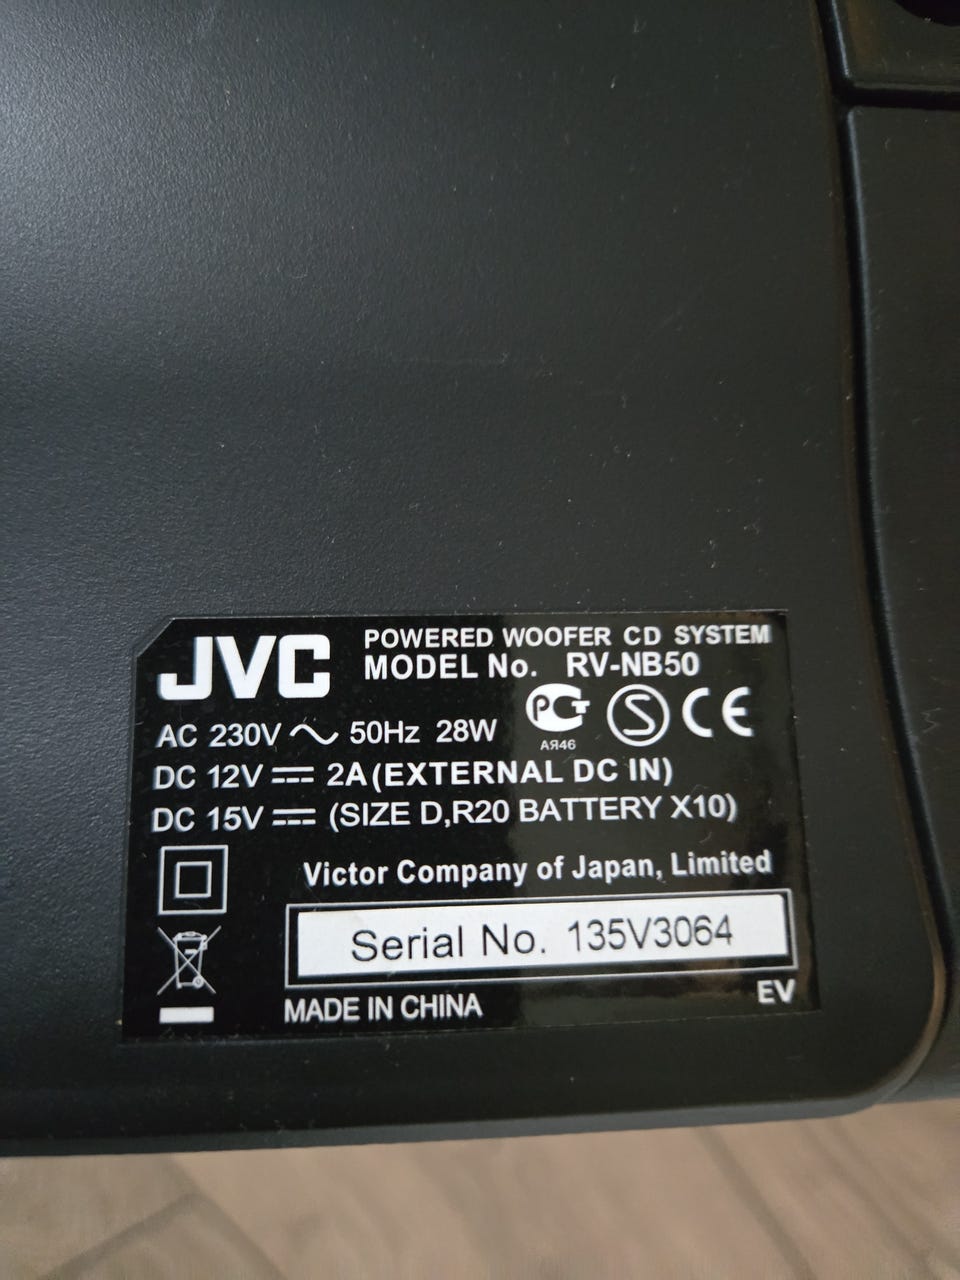 JVC
POWERED WOOFER CD SYSTEM
MODEL No. RV-NB50
AC 230V ~ 50Hz 28W
РСТ
АЯ46
S
CE
DC 12V ⎓ 2A (EXTERNAL DC IN)
DC 15V ⎓ (SIZE D,R20 BATTERY X10)
Victor Company of Japan, Limited
Serial No. 135V3064
MADE IN CHINA
EV